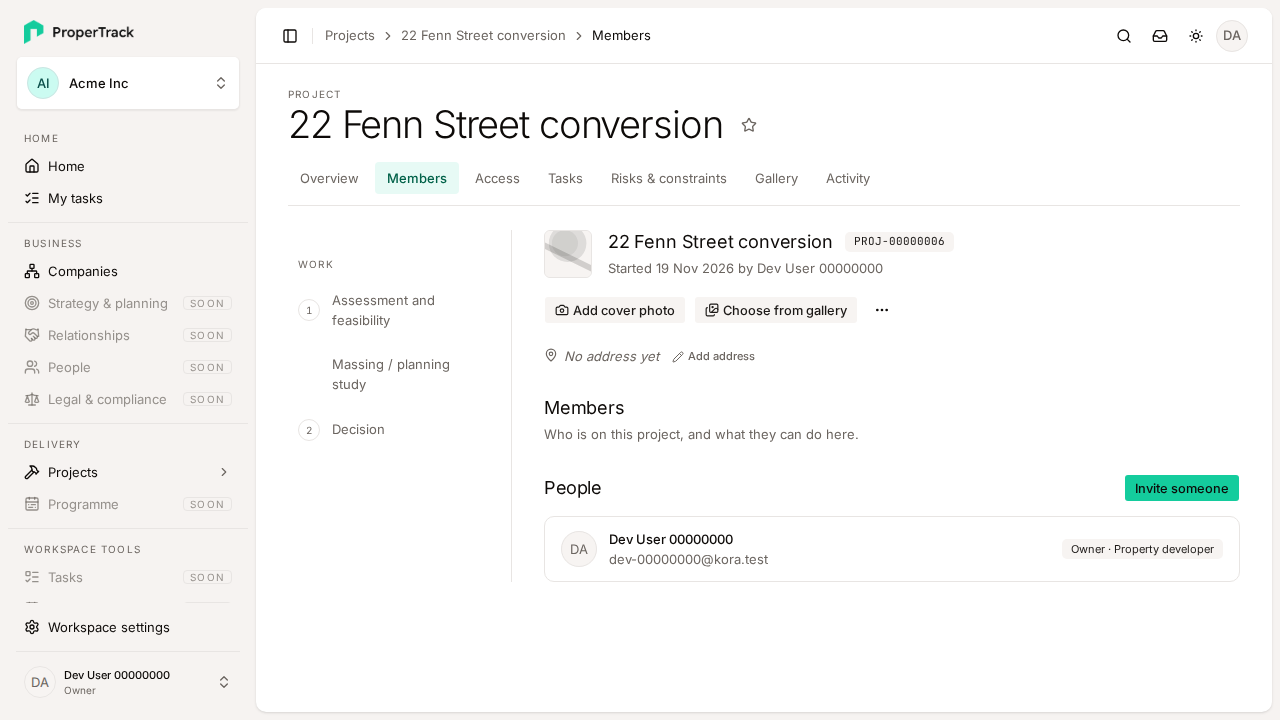 ProperTrack
AI
Acme Inc
HOME
Home
My tasks
BUSINESS
Companies
Strategy & planning SOON
Relationships SOON
People SOON
Legal & compliance SOON
DELIVERY
Projects
Programme SOON
WORKSPACE TOOLS
Tasks SOON
Workspace settings
DA
Dev User 00000000
Owner
Projects > 22 Fenn Street conversion > Members
DA
PROJECT
22 Fenn Street conversion
Overview Members Access Tasks Risks & constraints Gallery Activity
WORK
1 Assessment and
feasibility
Massing / planning
study
2 Decision
22 Fenn Street conversion PROJ-00000006
Started 19 Nov 2026 by Dev User 00000000
Add cover photo Choose from gallery
No address yet Add address
Members
Who is on this project, and what they can do here.
People Invite someone
DA
Dev User 00000000
dev-00000000@kora.test
Owner · Property developer